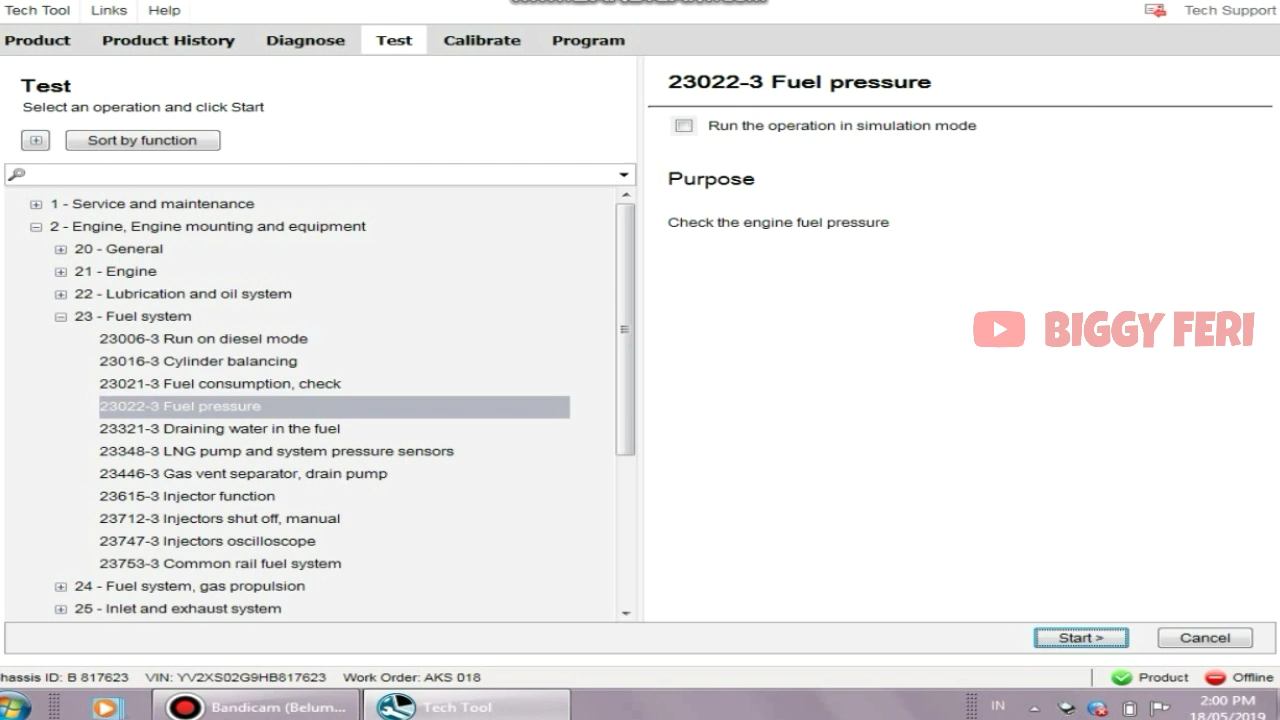 Tech Tool Links Help Tech Support
Product Product History Diagnose Test Calibrate Program
Test
Select an operation and click Start
Sort by function
1 - Service and maintenance
2 - Engine, Engine mounting and equipment
20 - General
21 - Engine
22 - Lubrication and oil system
23 - Fuel system
23006-3 Run on diesel mode
23016-3 Cylinder balancing
23021-3 Fuel consumption, check
23022-3 Fuel pressure
23321-3 Draining water in the fuel
23348-3 LNG pump and system pressure sensors
23446-3 Gas vent separator, drain pump
23615-3 Injector function
23712-3 Injectors shut off, manual
23747-3 Injectors oscilloscope
23753-3 Common rail fuel system
24 - Fuel system, gas propulsion
25 - Inlet and exhaust system
23022-3 Fuel pressure
Run the operation in simulation mode
Purpose
Check the engine fuel pressure
BIGGY FERI
Start > Cancel
hassis ID: B 817623 VIN: YV2XS02G9HB817623 Work Order: AKS 018 Product Offline
Bandicam (Belum... Tech Tool IN 2:00 PM
18/05/2019